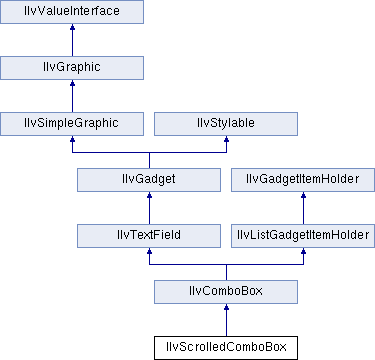 IlvValueInterface
IlvGraphic
IlvSimpleGraphic IlvStylable
IlvGadget IlvGadgetItemHolder
IlvTextField IlvListGadgetItemHolder
IlvComboBox
IlvScrolledComboBox